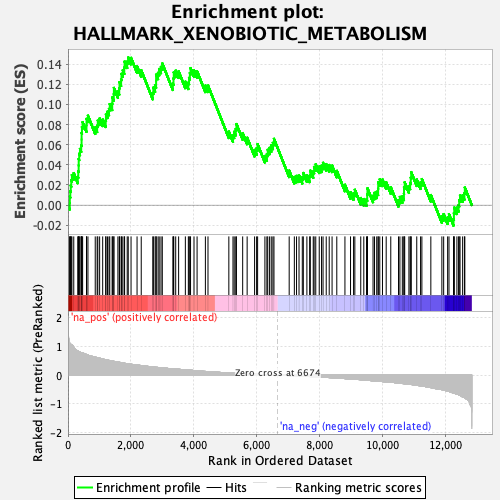 Enrichment plot:
HALLMARK_XENOBIOTIC_METABOLISM
Enrichment score (ES)
0.14
0.12
0.10
0.08
0.06
0.04
0.02
0.00
-0.02
'na_pos' (positively correlated)
Ranked list metric (PreRanked)
2
1
0
-1
-2
Zero cross at 6674
'na_neg' (negatively correlated)
0
2,000
4,000
6,000
8,000
10,000
12,000
Rank in Ordered Dataset
Enrichment profile
Hits
Ranking metric scores